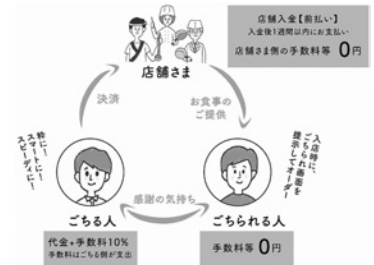 店舗入金【前払い】
入金後1週間以内にお支払い
店舗さま側の手数料等 0円
店舗さま
決済
お食事の
ご提供
粋に！
スマートに！
スピーディに！
入店時に、
ごちられ画面を
提示してオーダー
感謝の気持ち
ごちる人
ごちられる人
代金+手数料10%
手数料はごちる側が支出
手数料等 0円